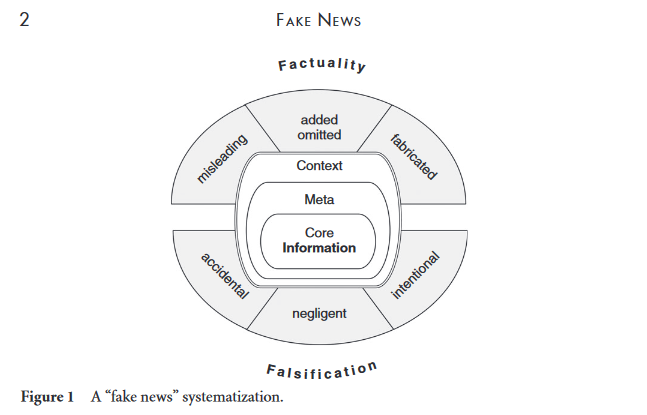 2
FAKE NEWS
Factuality
added
omitted
misleading
fabricated
Context
Meta
Core
Information
accidental
intentional
negligent
Falsification
Figure 1 A “fake news” systematization.